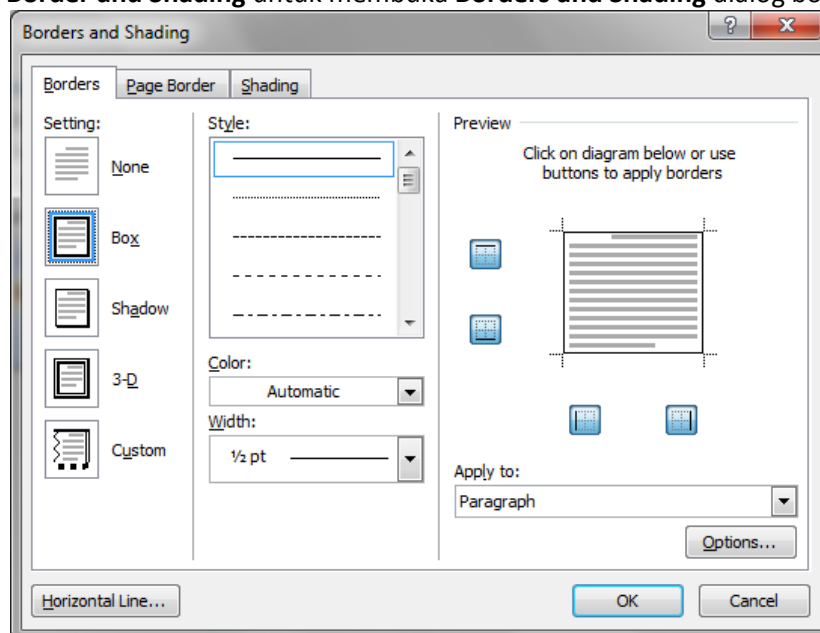 Border and Shading untuk membuka Borders and Shading dialog bo
Borders and Shading
Borders Page Border Shading
Setting:
None
Box
Shadow
3-D
Custom
Style:
Color:
Automatic
Width:
½ pt
Preview
Click on diagram below or use
buttons to apply borders
Apply to:
Paragraph
Options...
Horizontal Line...
OK
Cancel